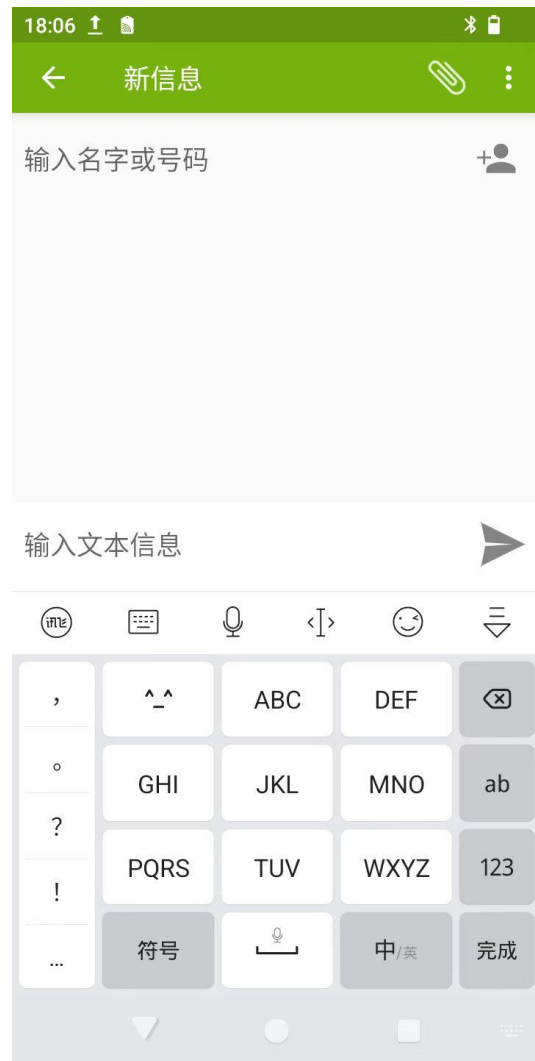 18:06
新信息
输入名字或号码
输入文本信息
，
^_^
ABC
DEF
。
GHI
JKL
MNO
ab
?
PQRS
TUV
WXYZ
123
!
符号
中/英
完成
...